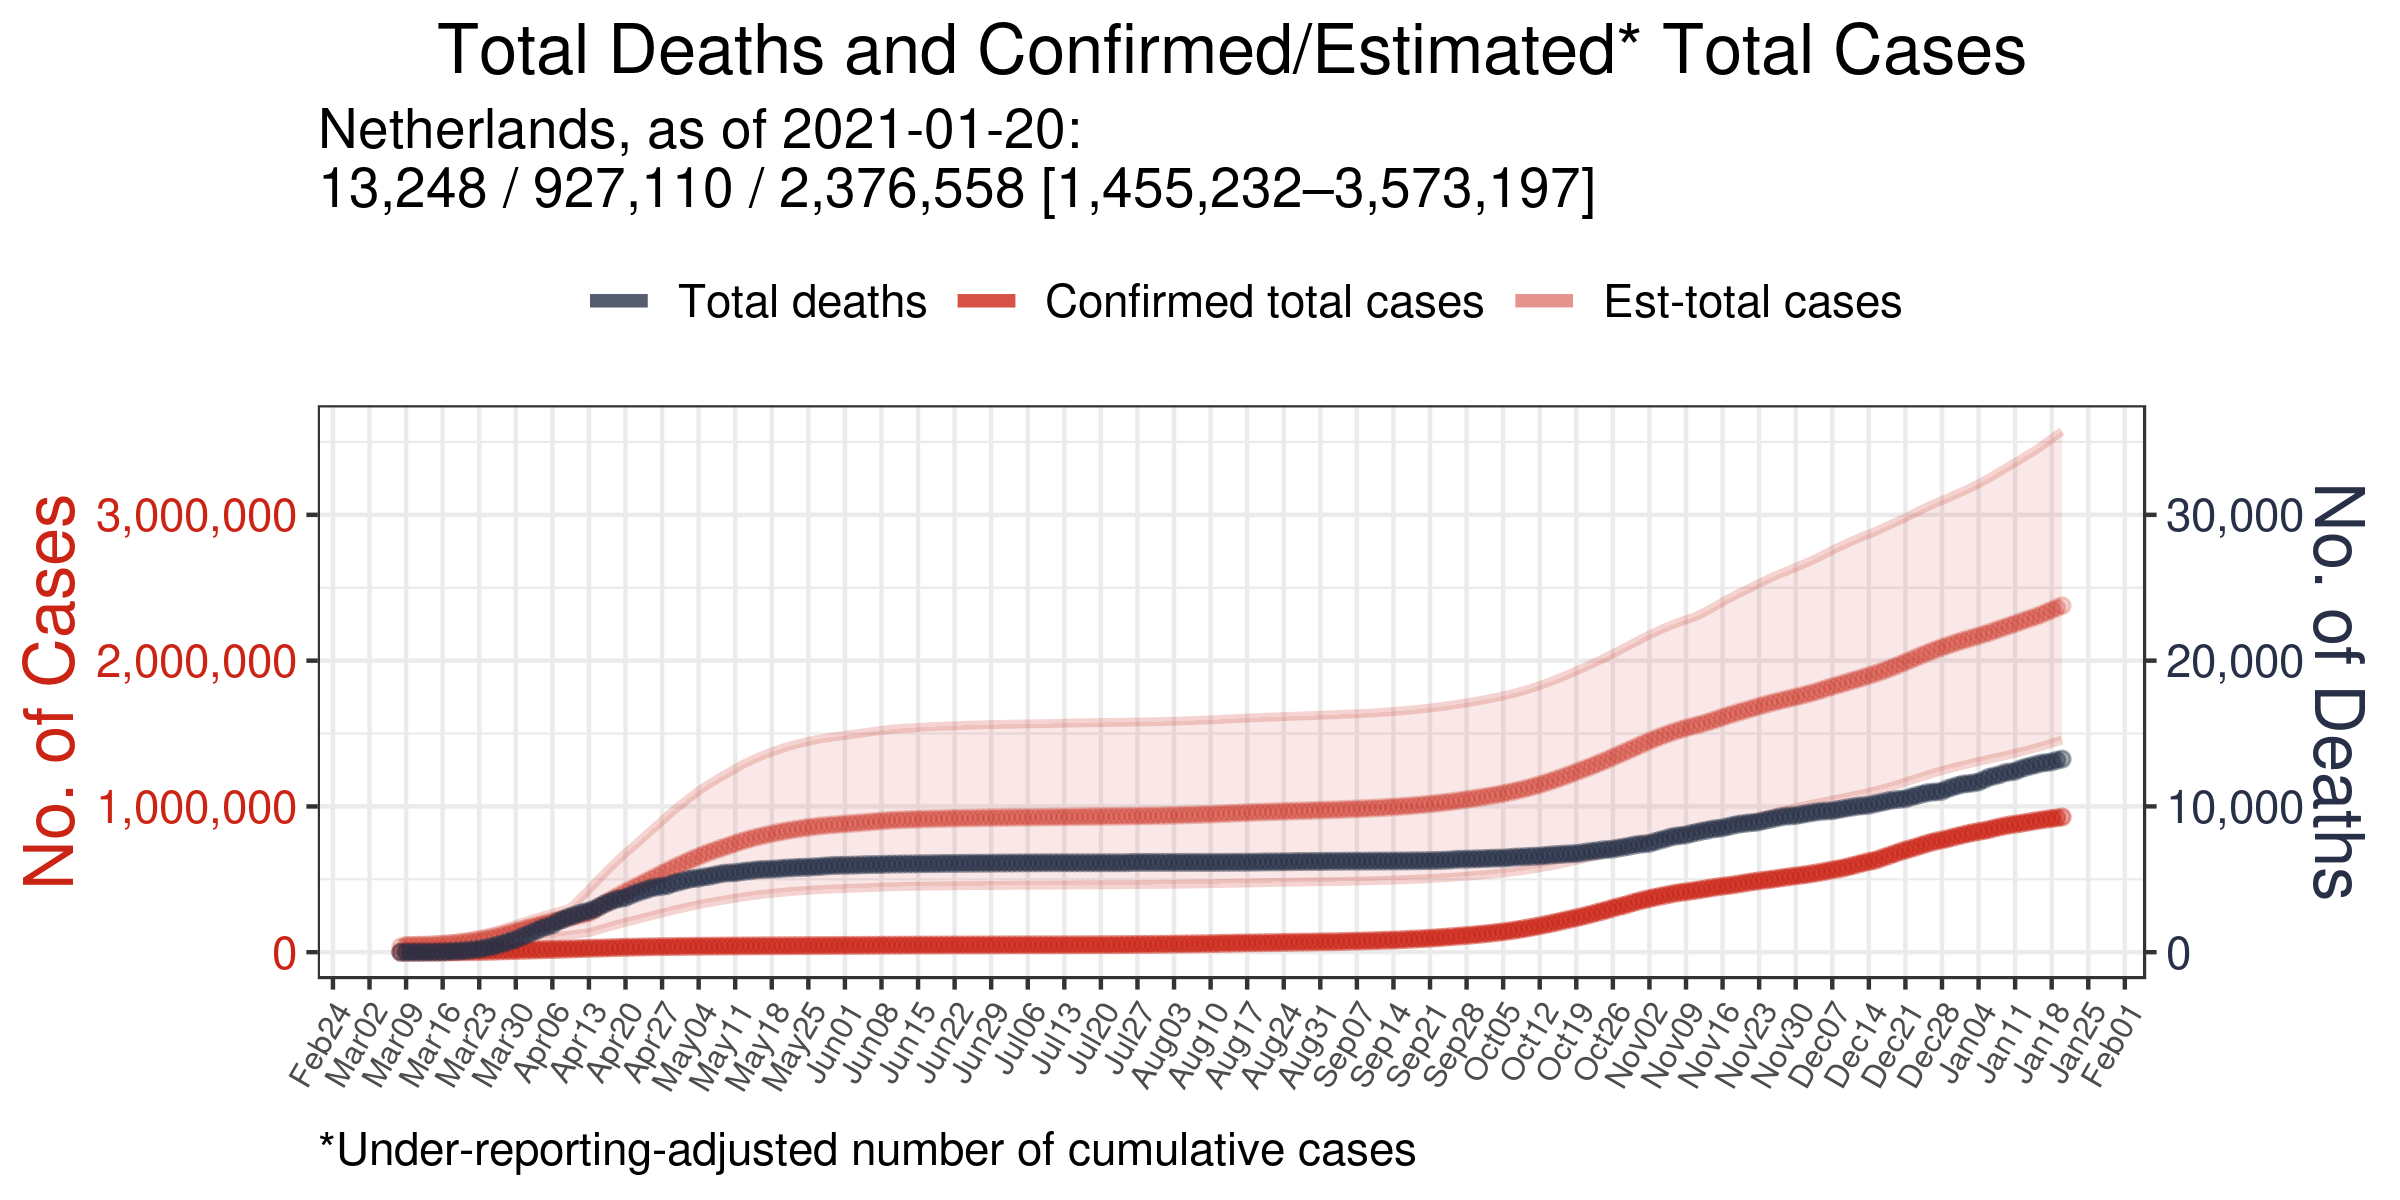 Total Deaths and Confirmed/Estimated* Total Cases
Netherlands, as of 2021-01-20:
13,248 / 927,110 / 2,376,558 [1,455,232–3,573,197]
Total deaths
Confirmed total cases
Est-total cases
No. of Cases
3,000,000
2,000,000
1,000,000
0
30,000
20,000
10,000
0
No. of Deaths
Feb24
Mar02
Mar09
Mar16
Mar23
Mar30
Apr06
Apr13
Apr20
Apr27
May04
May11
May18
May25
Jun01
Jun08
Jun15
Jun22
Jun29
Jul06
Jul13
Jul20
Jul27
Aug03
Aug10
Aug17
Aug24
Aug31
Sep07
Sep14
Sep21
Sep28
Oct05
Oct12
Oct19
Oct26
Nov02
Nov09
Nov16
Nov23
Nov30
Dec07
Dec14
Dec21
Dec28
Jan04
Jan11
Jan18
Jan25
Feb01
*Under-reporting-adjusted number of cumulative cases